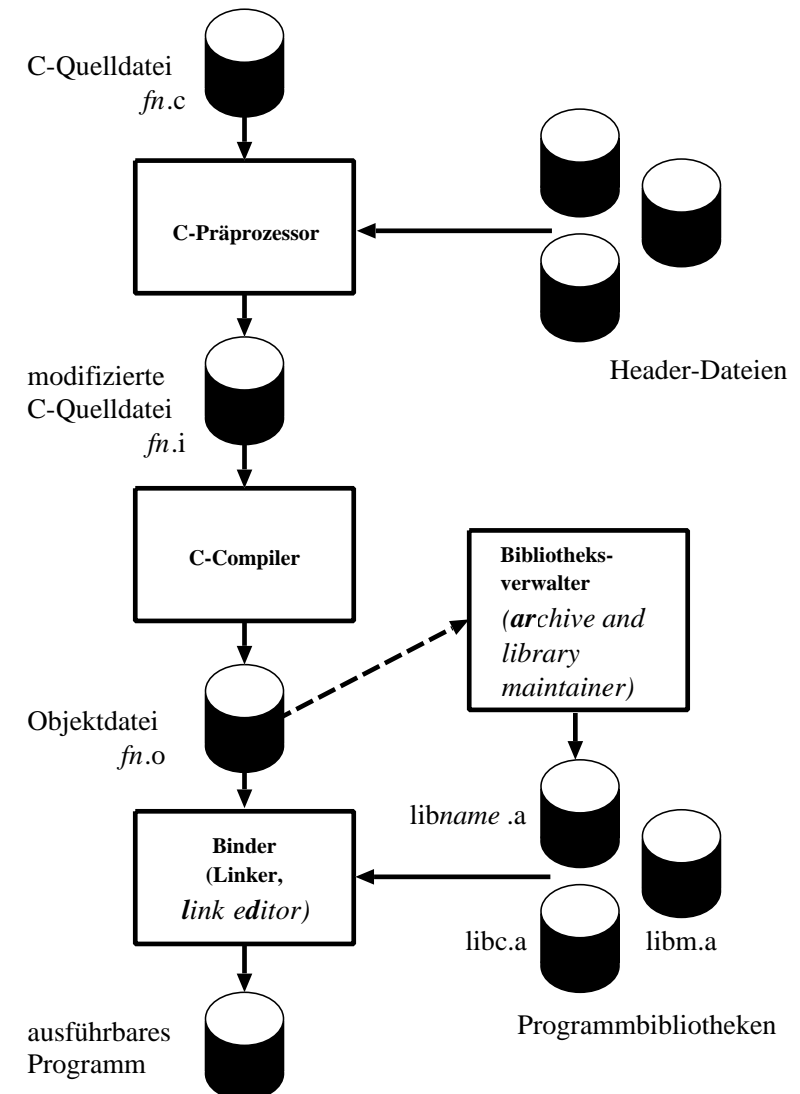 C-Quelldatei
fn.c
C-Präprozessor
Header-Dateien
modifizierte
C-Quelldatei
fn.i
C-Compiler
Bibliotheks-
verwalter
(archive and
library
maintainer)
Objektdatei
fn.o
libname .a
Binder
(Linker,
link editor)
libc.a
libm.a
Programmbibliotheken
ausführbares
Programm